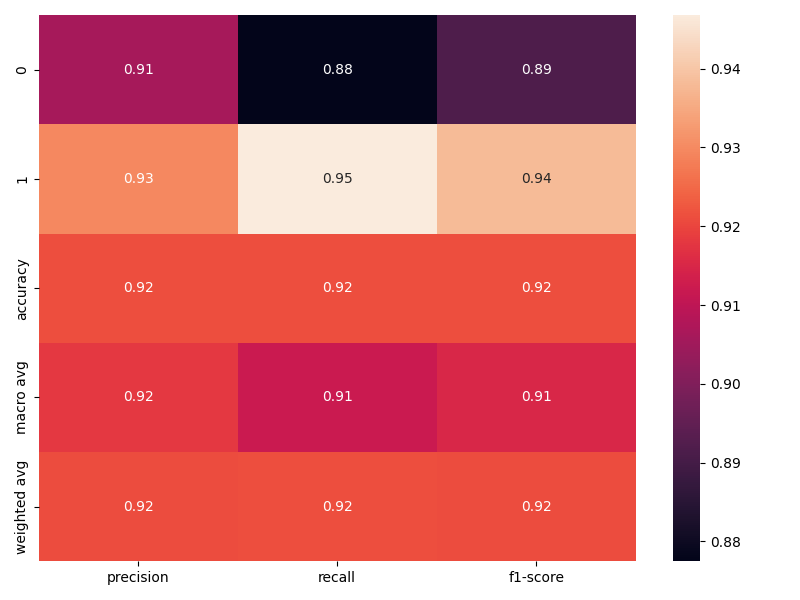 0 0.91 0.88 0.89
1 0.93 0.95 0.94
accuracy 0.92 0.92 0.92
macro avg 0.92 0.91 0.91
weighted avg 0.92 0.92 0.92
precision recall f1-score
0.94
0.93
0.92
0.91
0.90
0.89
0.88